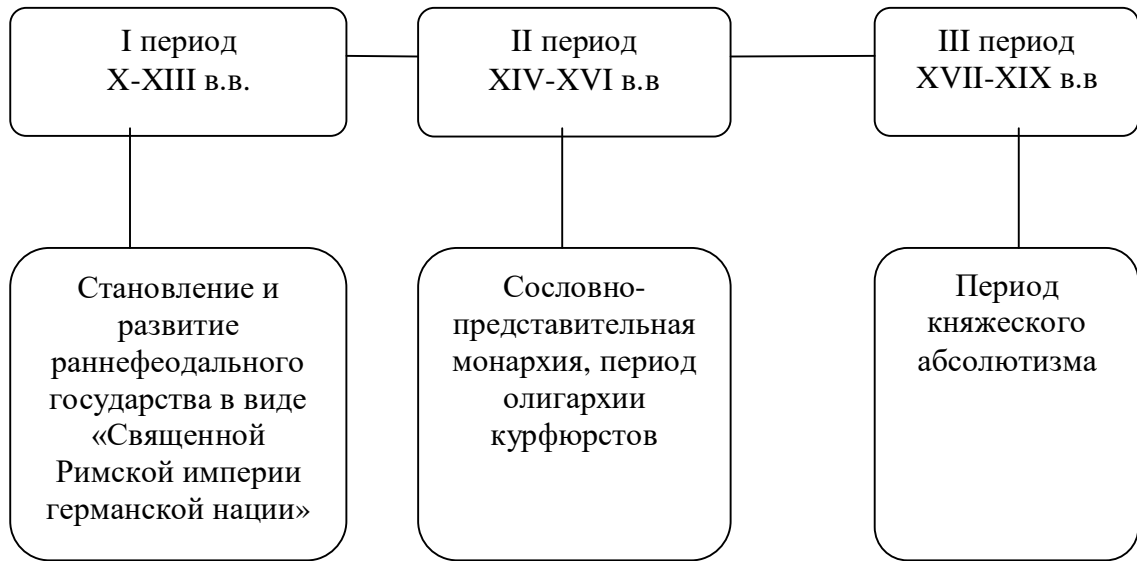 I период
X-XIII в.в.
II период
XIV-XVI в.в
III период
XVII-XIX в.в
Становление и
развитие
раннефеодального
государства в виде
«Священной
Римской империи
германской нации»
Сословно-
представительная
монархия, период
олигархии
курфюрстов
Период
княжеского
абсолютизма